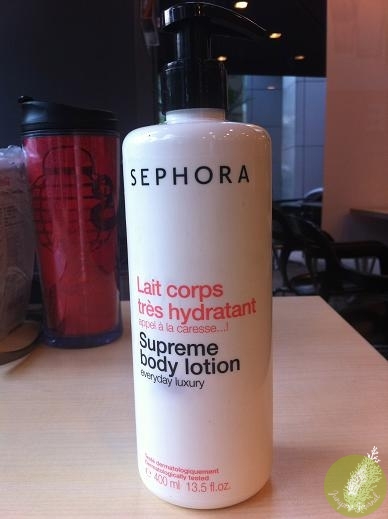 SEPHORA
Lait corps
très hydratant
appel à la caresse...!
Supreme
body lotion
everyday luxury
Testé dermatologiquement
Dermatologically tested
e 400 ml 13.5 fl.oz.